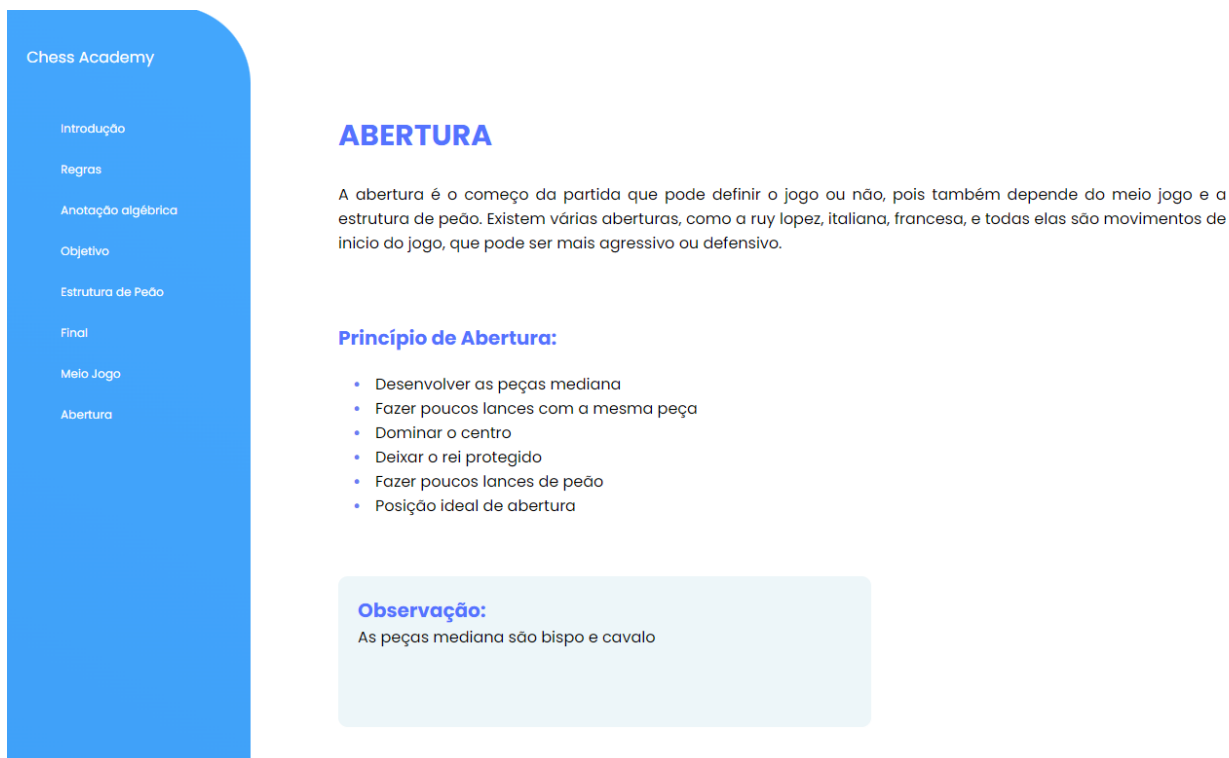 Chess Academy
Introdução
Regras
Anotação algébrica
Objetivo
Estrutura de Peão
Final
Meio Jogo
Abertura
ABERTURA
A abertura é o começo da partida que pode definir o jogo ou não, pois também depende do meio jogo e a
estrutura de peão. Existem várias aberturas, como a ruy lopez, italiana, francesa, e todas elas são movimentos de
inicio do jogo, que pode ser mais agressivo ou defensivo.
Princípio de Abertura:
• Desenvolver as peças mediana
• Fazer poucos lances com a mesma peça
• Dominar o centro
• Deixar o rei protegido
• Fazer poucos lances de peão
• Posição ideal de abertura
Observação:
As peças mediana são bispo e cavalo